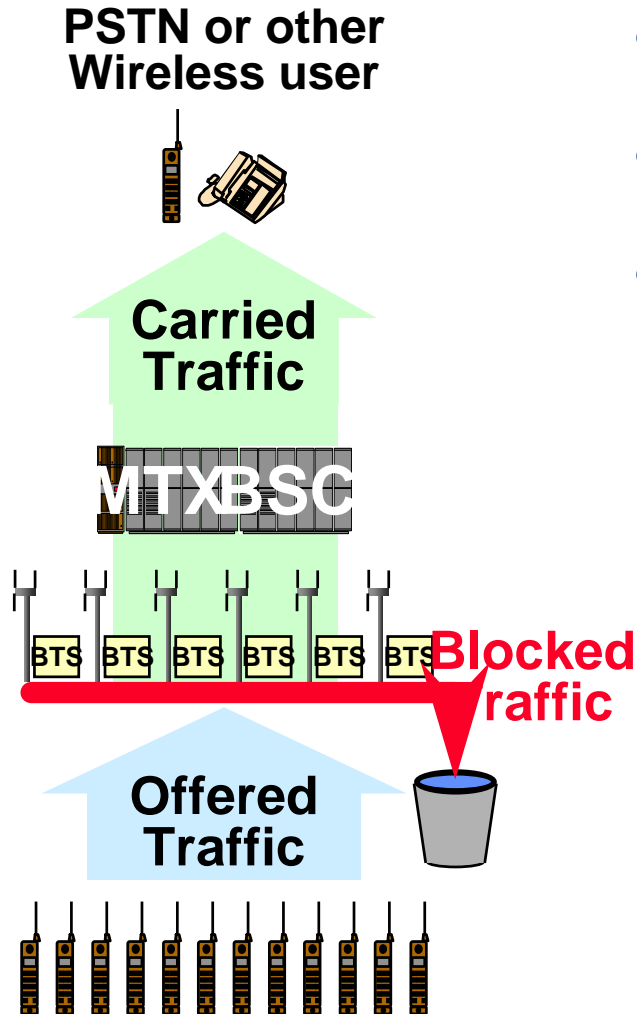 PSTN or other
Wireless user
Carried
Traffic
MTX BSC
BTS BTS BTS BTS BTS BTS
Blocked
raffic
Offered
Traffic